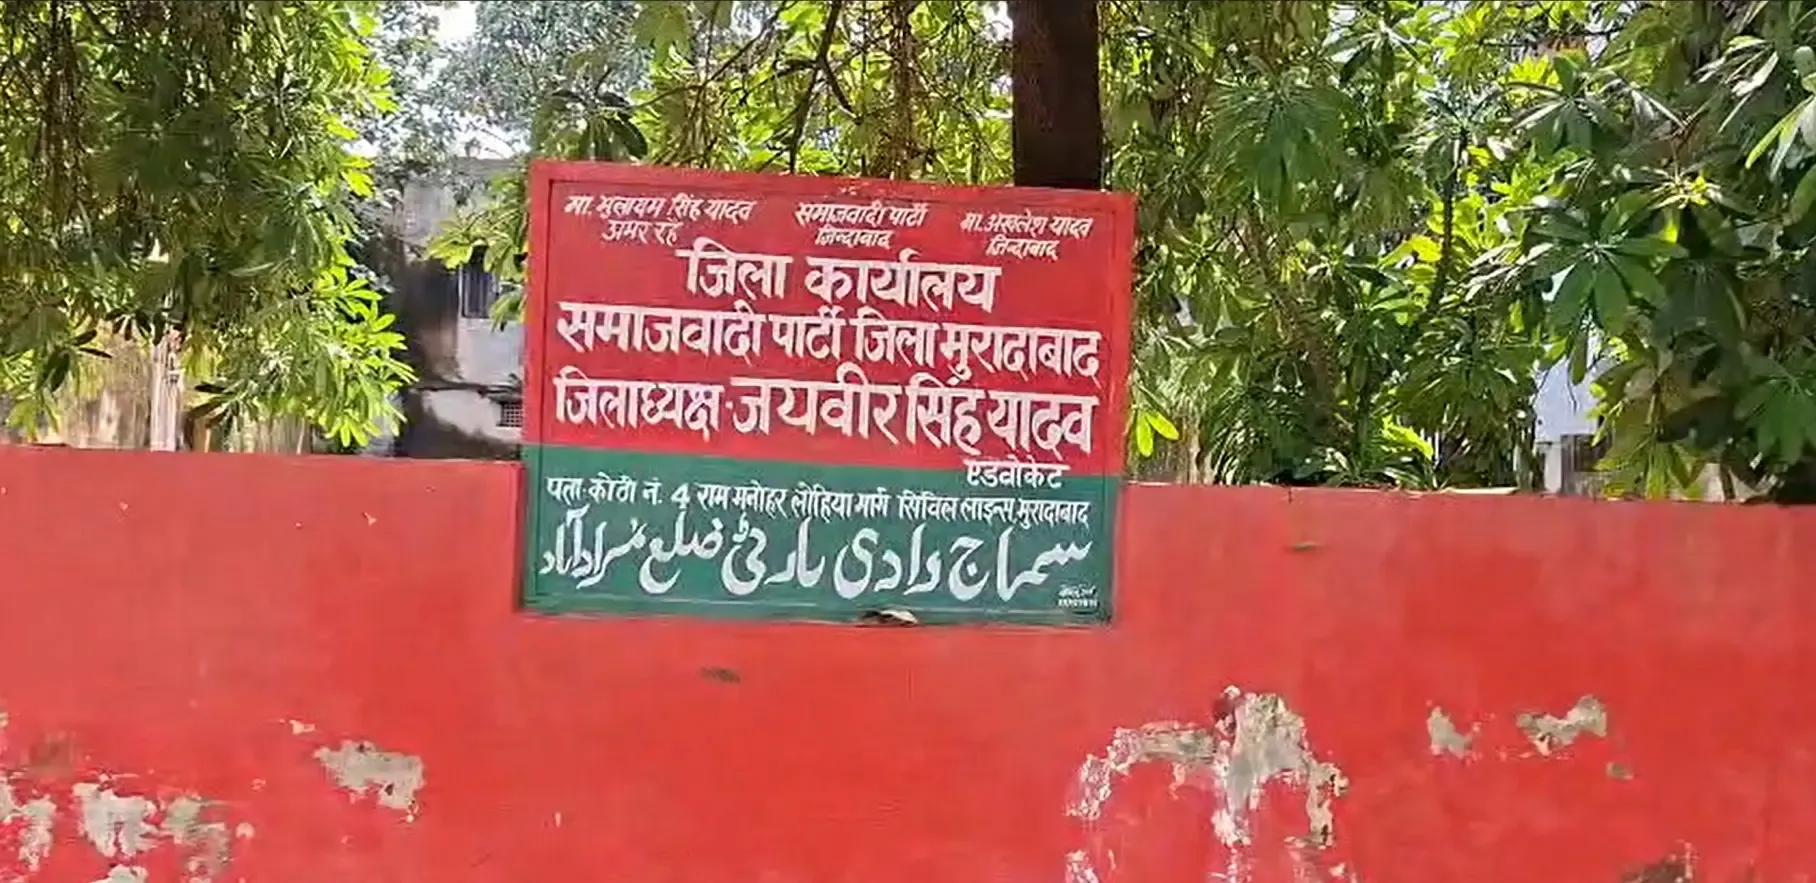 मा. मुलायम सिंह यादव
अमर रहे
समाजवादी पार्टी
जिन्दाबाद
मा. अखलेश यादव
जिन्दाबाद
जिला कार्यालय
समाजवादी पार्टी जिला मुरादाबाद
जिलाध्यक्ष-जयवीर सिंह यादव
एडवोकेट
पता-कोठी नं. 4 राम मनोहर लोहिया मार्ग सिविल लाइन्स, मुरादाबाद
سماج وادی پارٹی ضلع مرادآباد